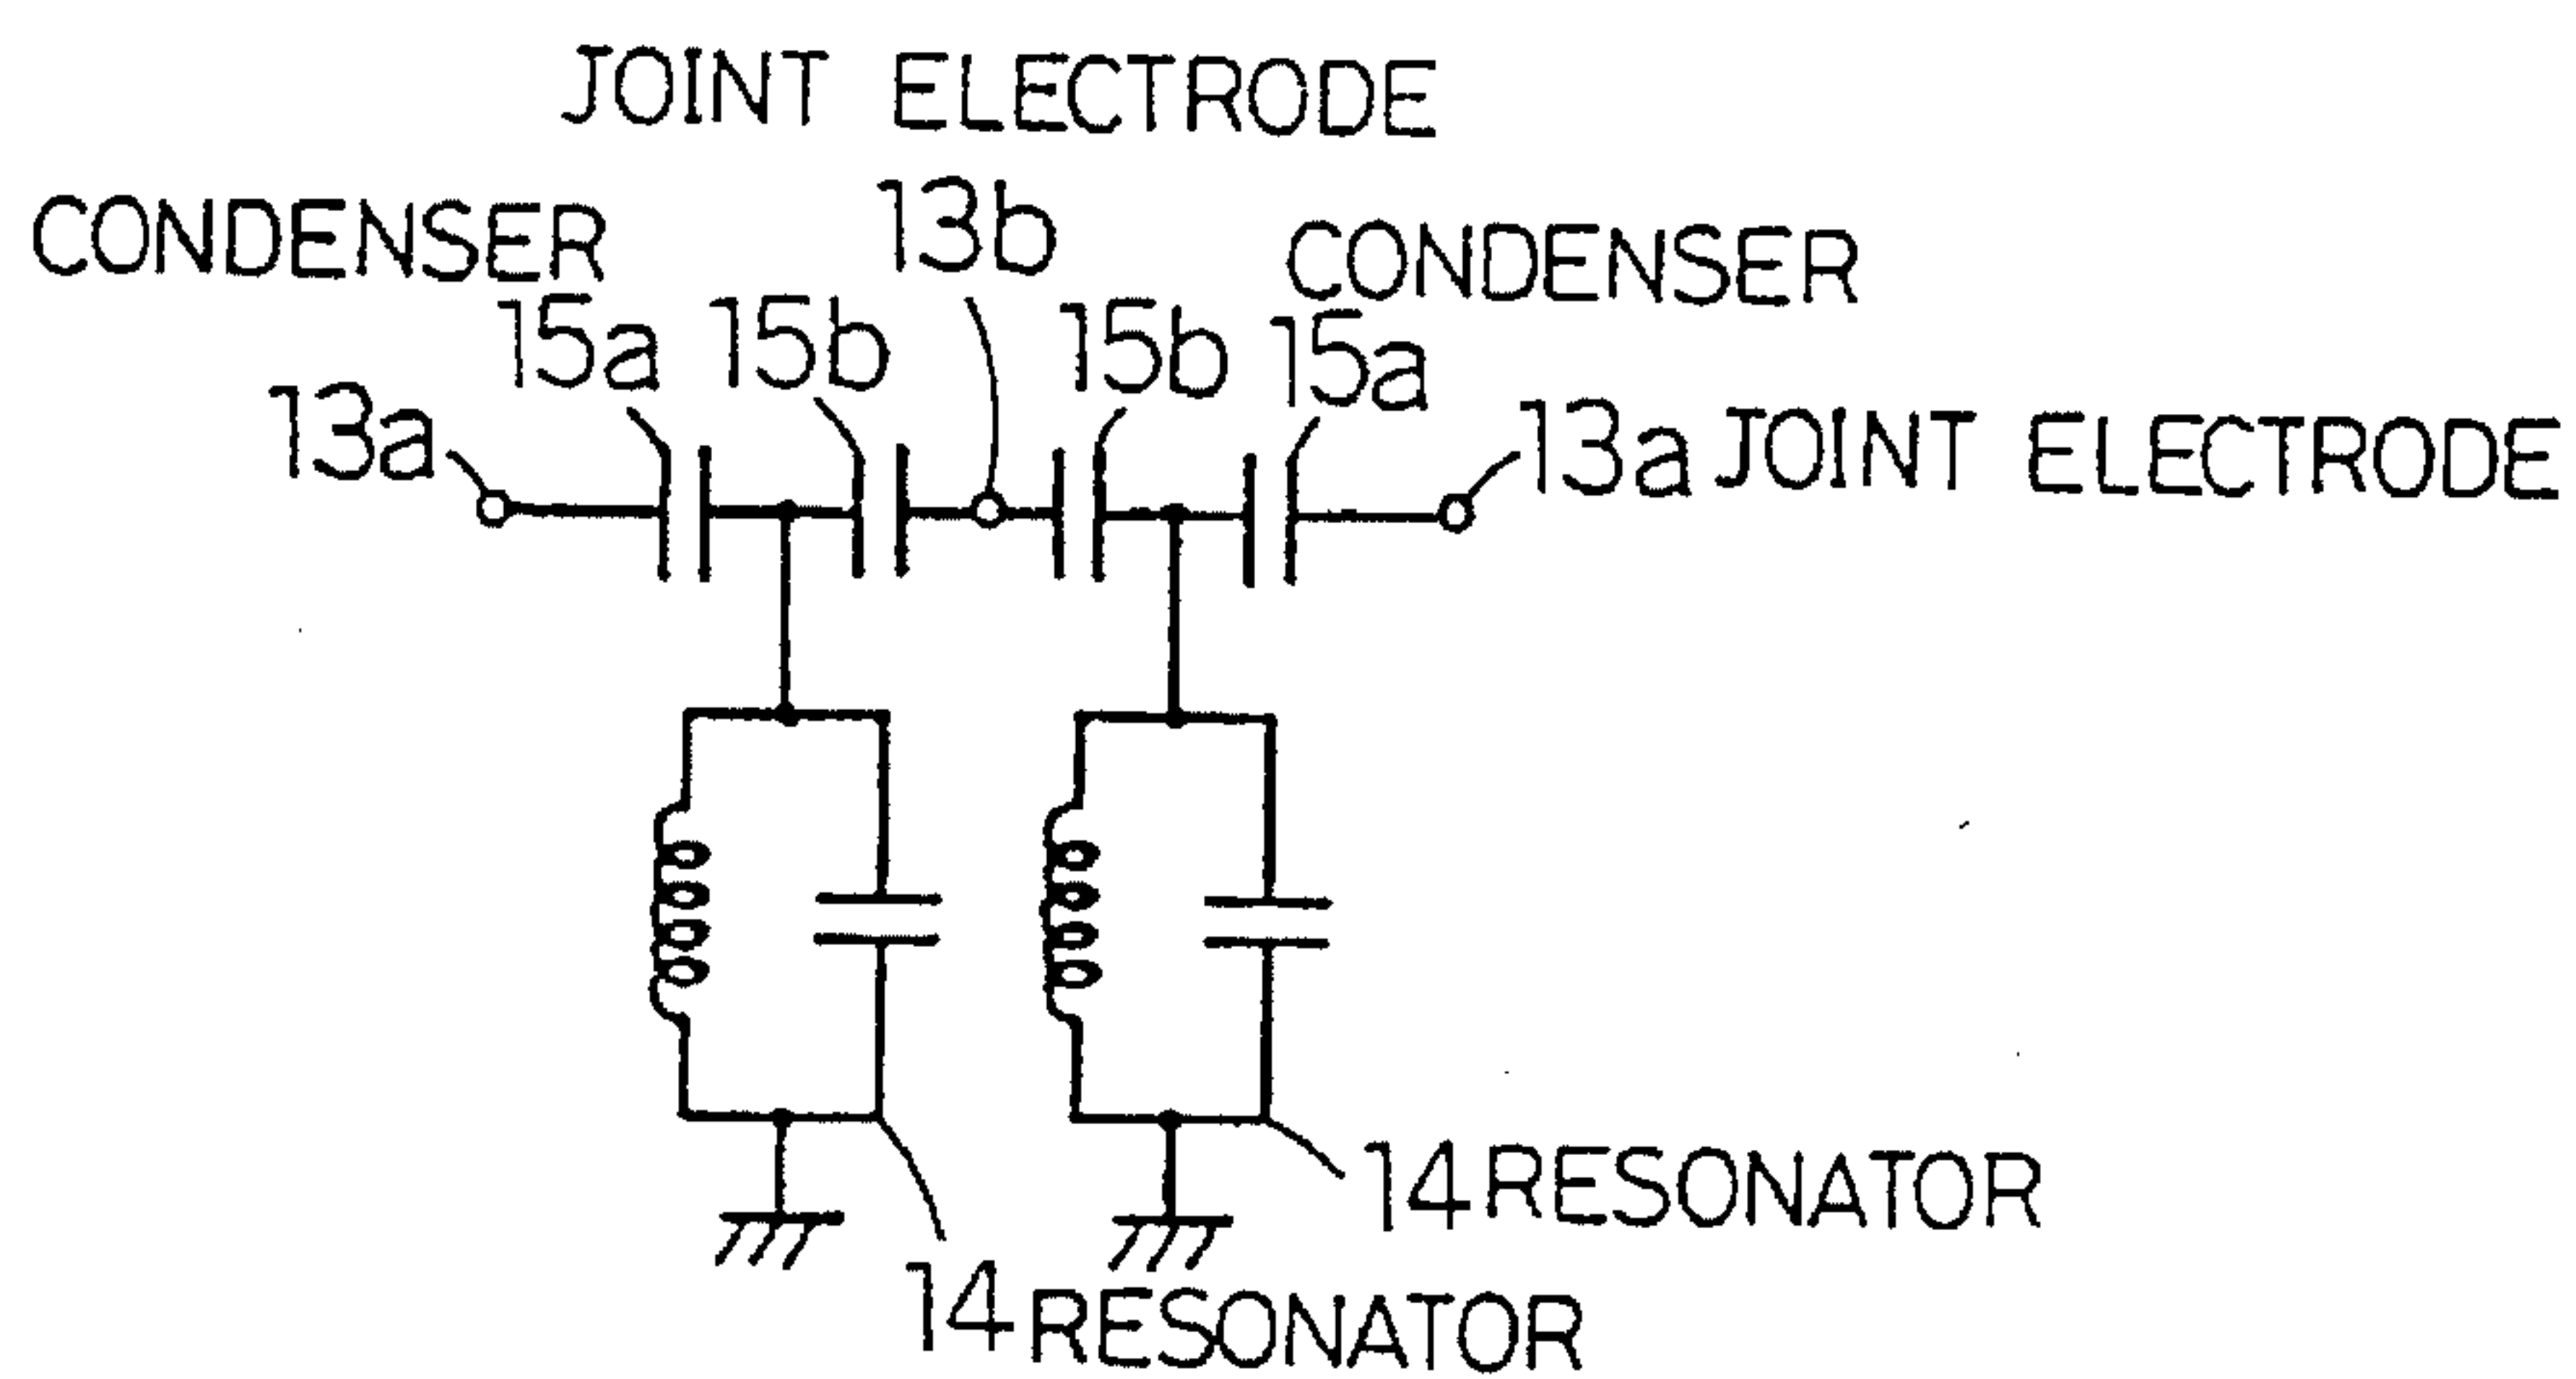 JOINT ELECTRODE
13b
CONDENSER
CONDENSER
15a 15b 15b 15a
13a
13a JOINT ELECTRODE
14 RESONATOR
14 RESONATOR